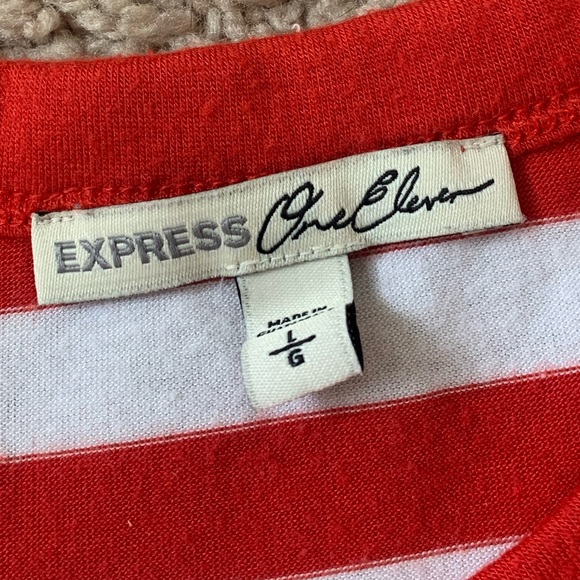 EXPRESS One Eleven
MADE IN
L
G